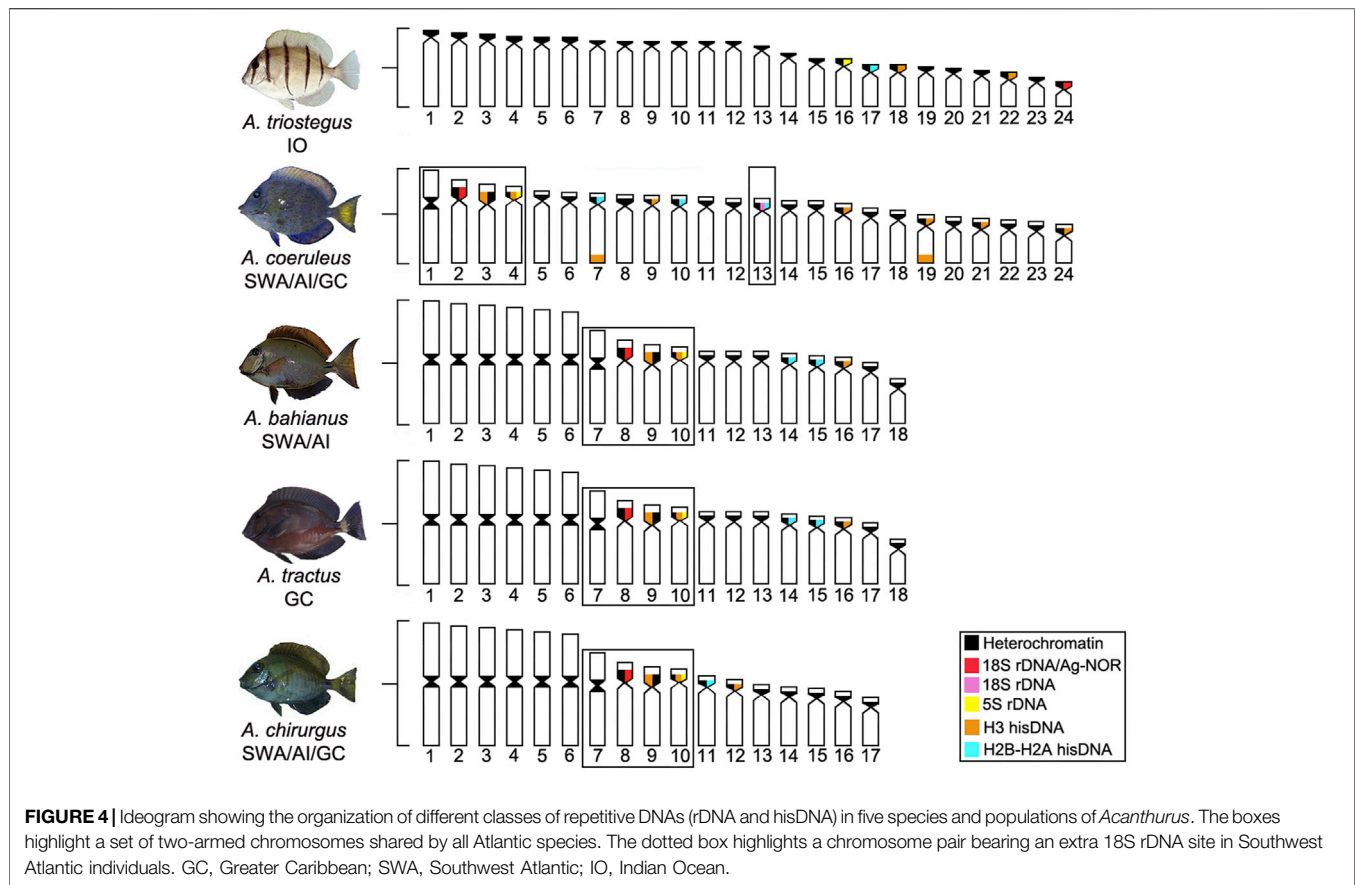 A. triostegus
IO
1 2 3 4 5 6 7 8 9 10 11 12 13 14 15 16 17 18 19 20 21 22 23 24
A. coeruleus
SWA/AI/GC
1 2 3 4 5 6 7 8 9 10 11 12 13 14 15 16 17 18 19 20 21 22 23 24
A. bahianus
SWA/AI
1 2 3 4 5 6 7 8 9 10 11 12 13 14 15 16 17 18
A. tractus
GC
1 2 3 4 5 6 7 8 9 10 11 12 13 14 15 16 17 18
A. chirurgus
SWA/AI/GC
1 2 3 4 5 6 7 8 9 10 11 12 13 14 15 16 17
Heterochromatin
18S rDNA/Ag-NOR
18S rDNA
5S rDNA
H3 hisDNA
H2B-H2A hisDNA
FIGURE 4 | Ideogram showing the organization of different classes of repetitive DNAs (rDNA and hisDNA) in five species and populations of Acanthurus. The boxes
highlight a set of two-armed chromosomes shared by all Atlantic species. The dotted box highlights a chromosome pair bearing an extra 18S rDNA site in Southwest
Atlantic individuals. GC, Greater Caribbean; SWA, Southwest Atlantic; IO, Indian Ocean.